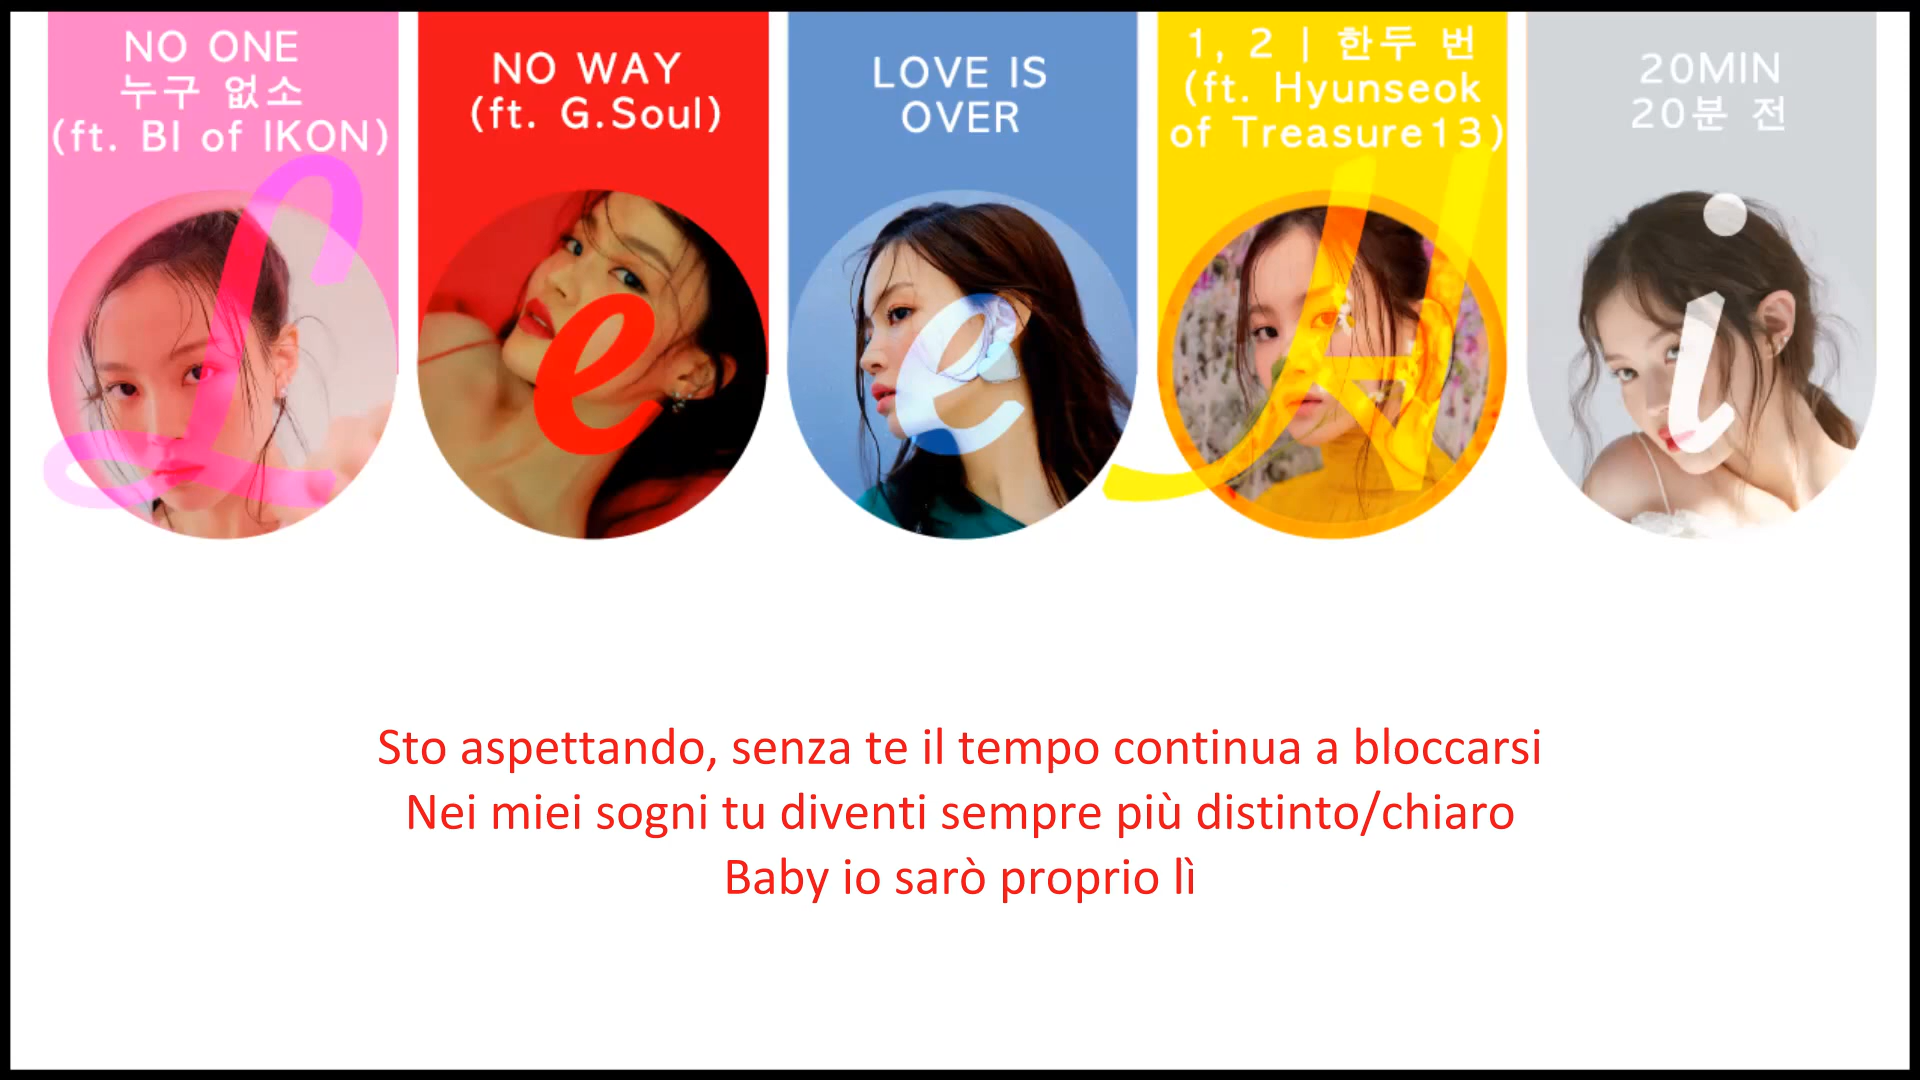 NO ONE
누구 없소
(ft. BI of IKON)
NO WAY
(ft. G.Soul)
LOVE IS
OVER
1, 2 | 한두 번
(ft. Hyunseok
of Treasure13)
20MIN
20분 전
L e e H i
Sto aspettando, senza te il tempo continua a bloccarsi
Nei miei sogni tu diventi sempre più distinto/chiaro
Baby io sarò proprio lì